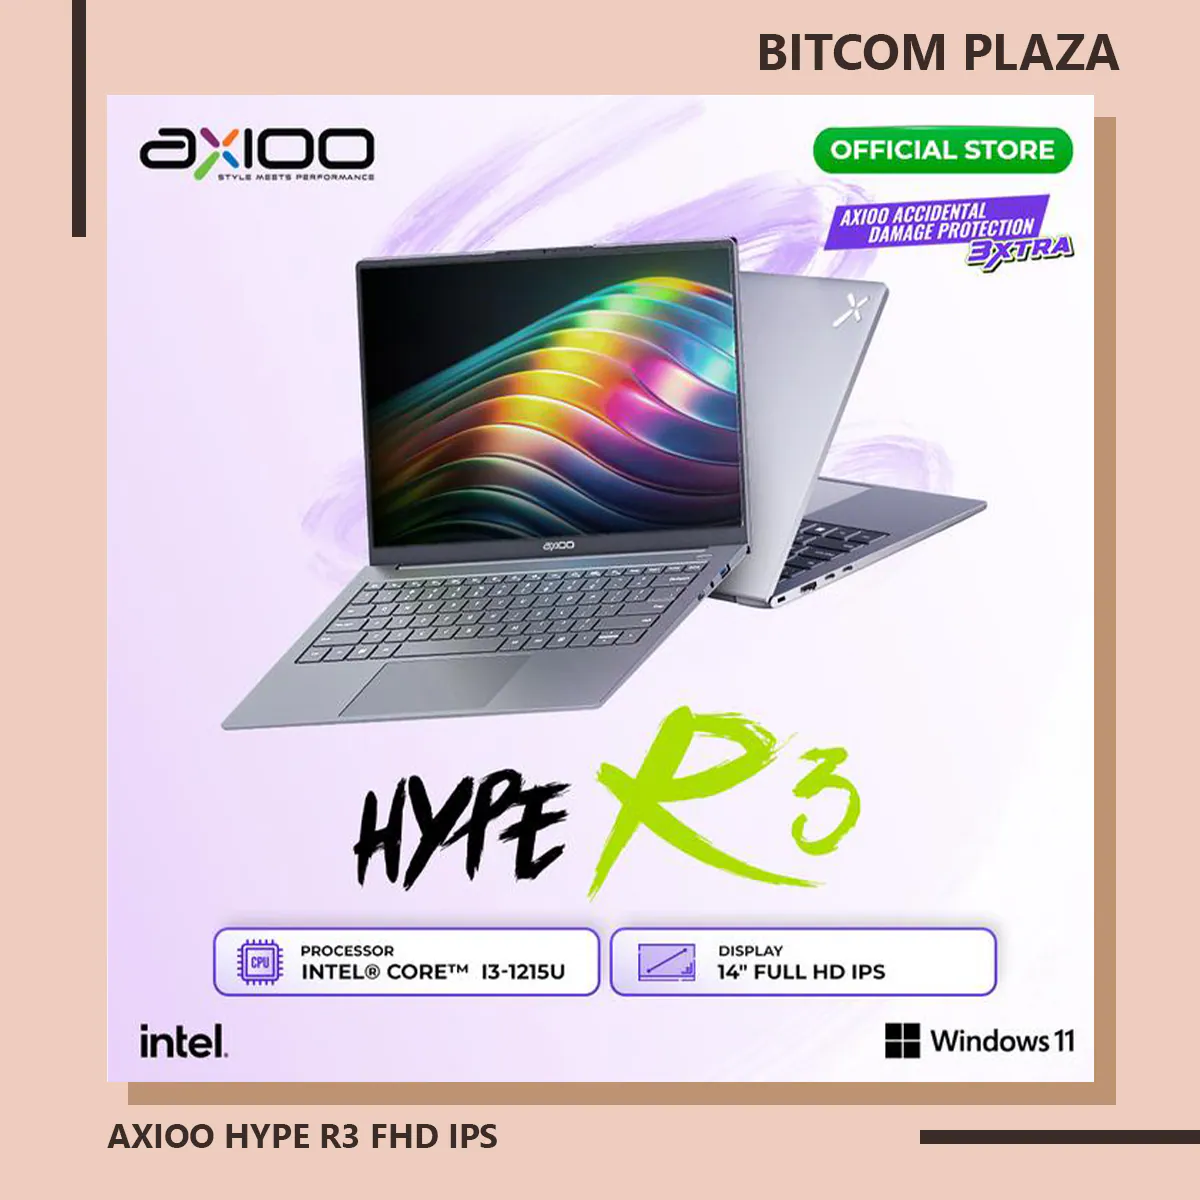 BITCOM PLAZA
axioo
STYLE MEETS PERFORMANCE
OFFICIAL STORE
AXIOO ACCIDENTAL
DAMAGE PROTECTION
3XTRA
axioo
HYPE R3
CPU
PROCESSOR
INTEL® CORE™ I3-1215U
DISPLAY
14" FULL HD IPS
intel.
Windows 11
AXIOO HYPE R3 FHD IPS